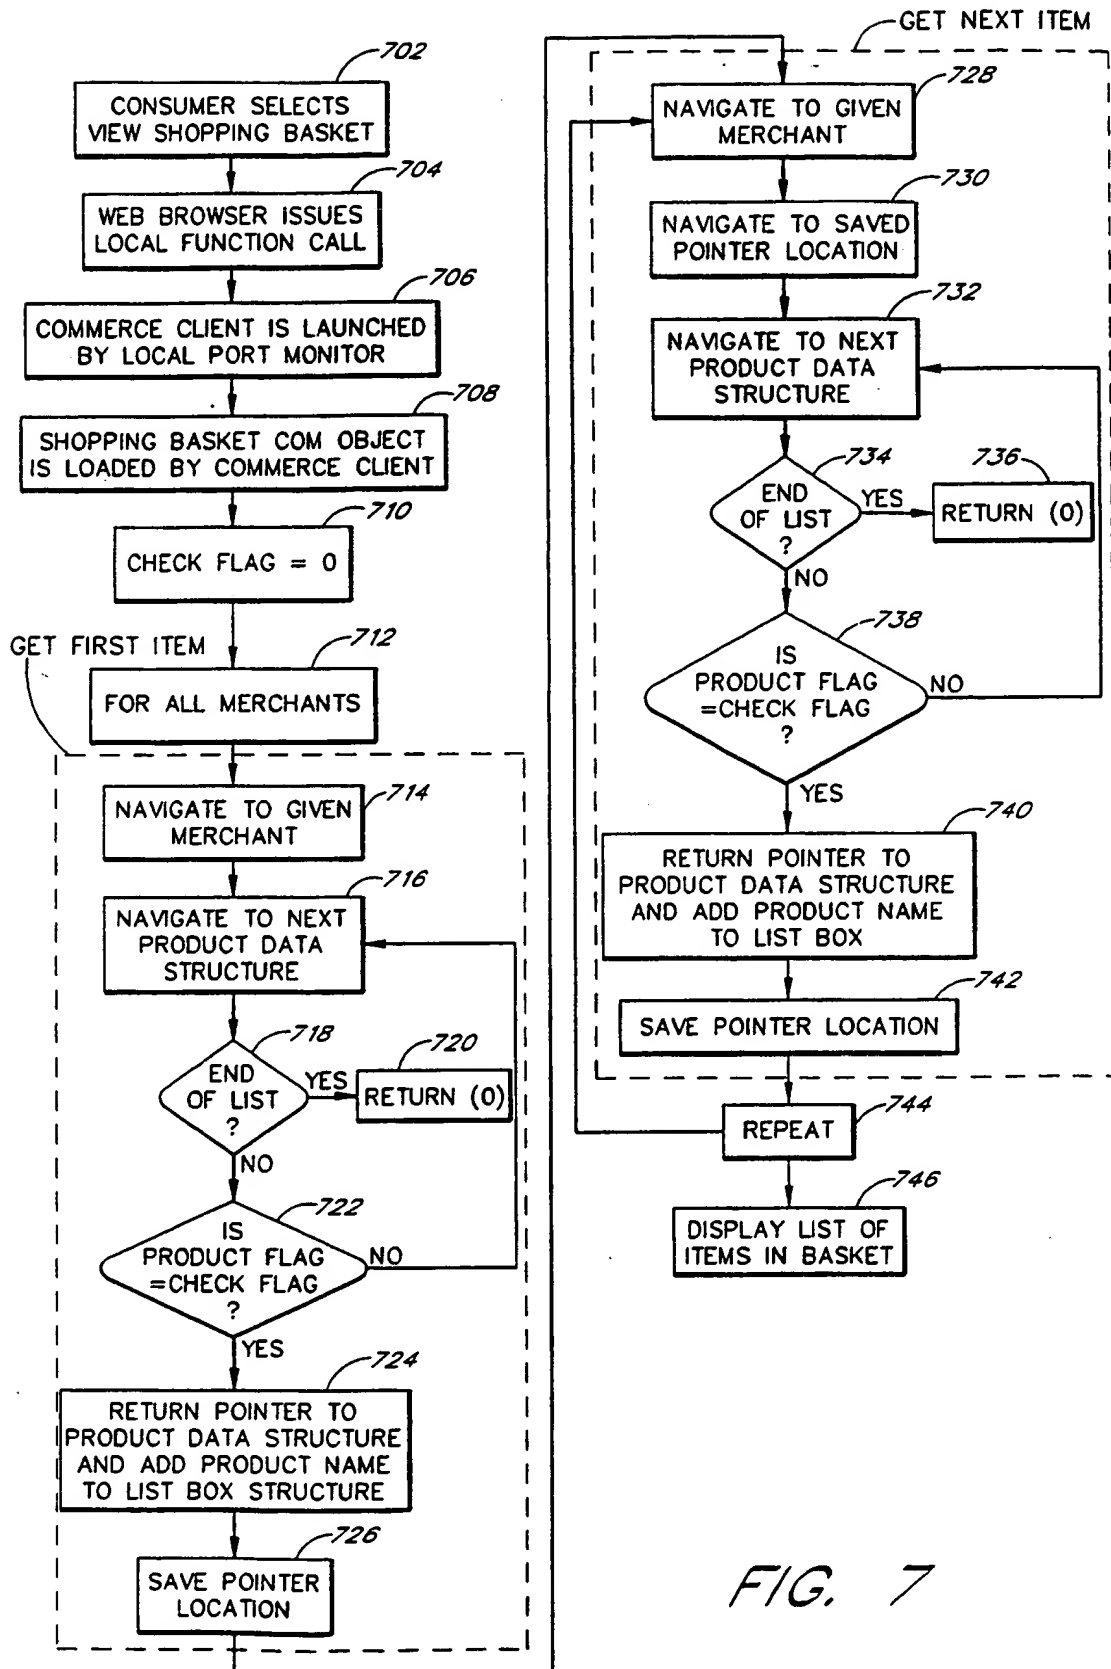 702
CONSUMER SELECTS
VIEW SHOPPING BASKET
704
WEB BROWSER ISSUES
LOCAL FUNCTION CALL
706
COMMERCE CLIENT IS LAUNCHED
BY LOCAL PORT MONITOR
708
SHOPPING BASKET COM OBJECT
IS LOADED BY COMMERCE CLIENT
710
CHECK FLAG = 0
GET FIRST ITEM
712
FOR ALL MERCHANTS
714
NAVIGATE TO GIVEN
MERCHANT
716
NAVIGATE TO NEXT
PRODUCT DATA
STRUCTURE
718
END
OF LIST
?
YES
720
RETURN (0)
NO
722
IS
PRODUCT FLAG
=CHECK FLAG
?
NO
YES
724
RETURN POINTER TO
PRODUCT DATA STRUCTURE
AND ADD PRODUCT NAME
TO LIST BOX STRUCTURE
726
SAVE POINTER
LOCATION
GET NEXT ITEM
728
NAVIGATE TO GIVEN
MERCHANT
730
NAVIGATE TO SAVED
POINTER LOCATION
732
NAVIGATE TO NEXT
PRODUCT DATA
STRUCTURE
734
END
OF LIST
?
YES
736
RETURN (0)
NO
738
IS
PRODUCT FLAG
=CHECK FLAG
?
NO
YES
740
RETURN POINTER TO
PRODUCT DATA STRUCTURE
AND ADD PRODUCT NAME
TO LIST BOX
742
SAVE POINTER LOCATION
744
REPEAT
746
DISPLAY LIST OF
ITEMS IN BASKET
FIG. 7